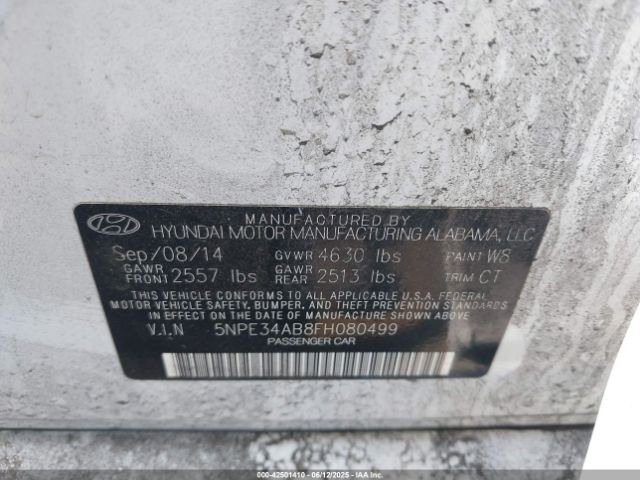 MANUFACTURED BY
HYUNDAI MOTOR MANUFACTURING ALABAMA, LLC
Sep/08/14 GVWR 4630 lbs PAINT W8
GAWR FRONT 2557 lbs GAWR REAR 2513 lbs TRIM CT
THIS VEHICLE CONFORMS TO ALL APPLICABLE U.S.A. FEDERAL
MOTOR VEHICLE SAFETY, BUMPER, AND THEFT PREVENTION STANDARDS
IN EFFECT ON THE DATE OF MANUFACTURE SHOWN ABOVE.
V.I.N 5NPE34AB8FH080499
PASSENGER CAR
000-42501410 - 06/12/2025 - IAAI.COM